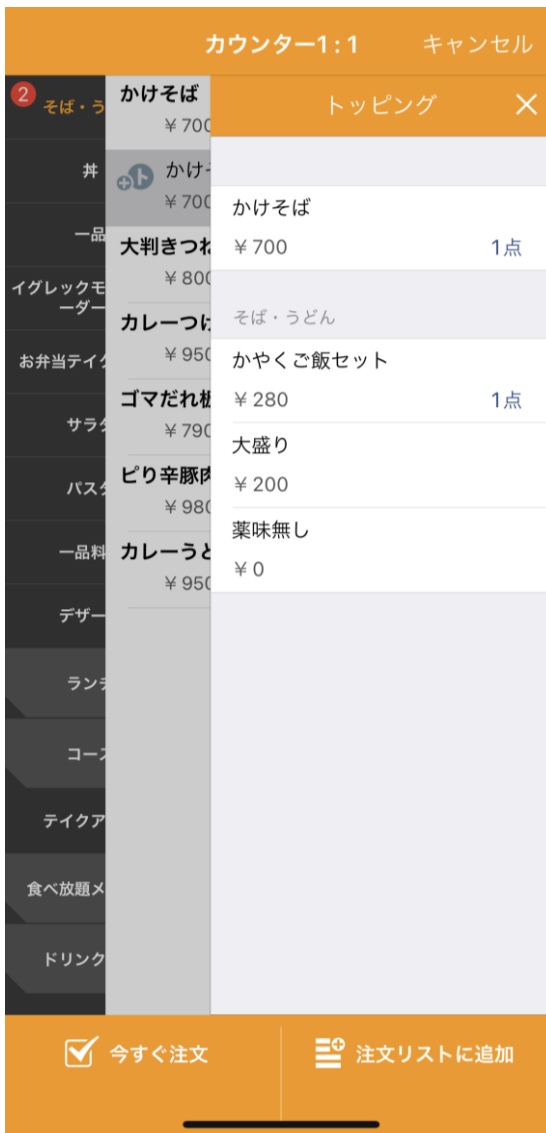 カウンター1：1
キャンセル
2
そば・う
丼
一品
イグレックモ
ーダー
お弁当テイク
サラダ
パスタ
一品料
デザー
ランチ
コース
テイクア
食べ放題メ
ドリンク
かけそば
￥700
ト かけそ
￥700
大判きつね
￥800
カレーつけ
￥950
ゴマだれ板
￥790
ピり辛豚肉
￥980
カレーうど
￥950
トッピング
かけそば
￥700 1点
そば・うどん
かやくご飯セット
￥280 1点
大盛り
￥200
薬味無し
￥0
今すぐ注文
注文リストに追加